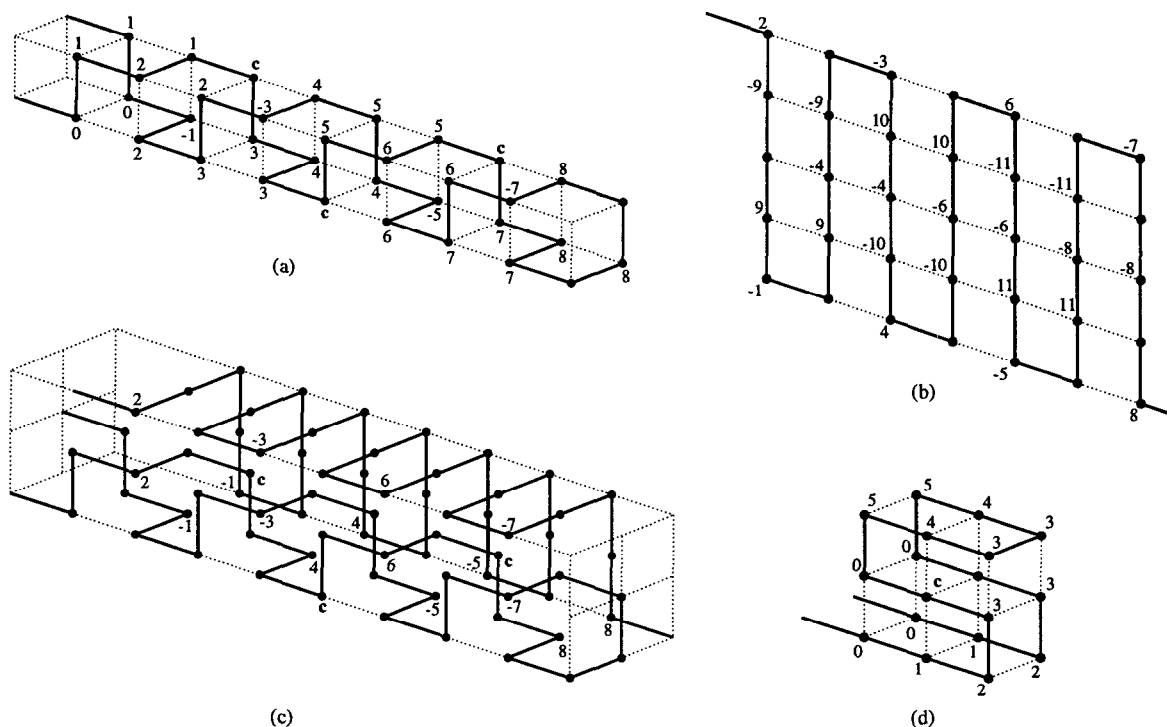 1
1 1
2 c
2 -3 4
0 0 5 5
-1 5
2 3 6 c
3 4 6 -7 8
3 4 -5
c 6 7
7 8
7 8
(a)
2
-3
-9 -9 6
10 10 -7
-4 -4 -11 -11
9 9 -6 -6
-10 -10 -8 -8
-1 11 11
4
-5
8
(b)
2
-3
2 c 6
-1 -3 -7
-1 4
4 6 c
-5
c -5 -7
8 8
(c)
5 5 4
4 3
0 3
0 c
3 3
0 0 1
1 2 2
(d)